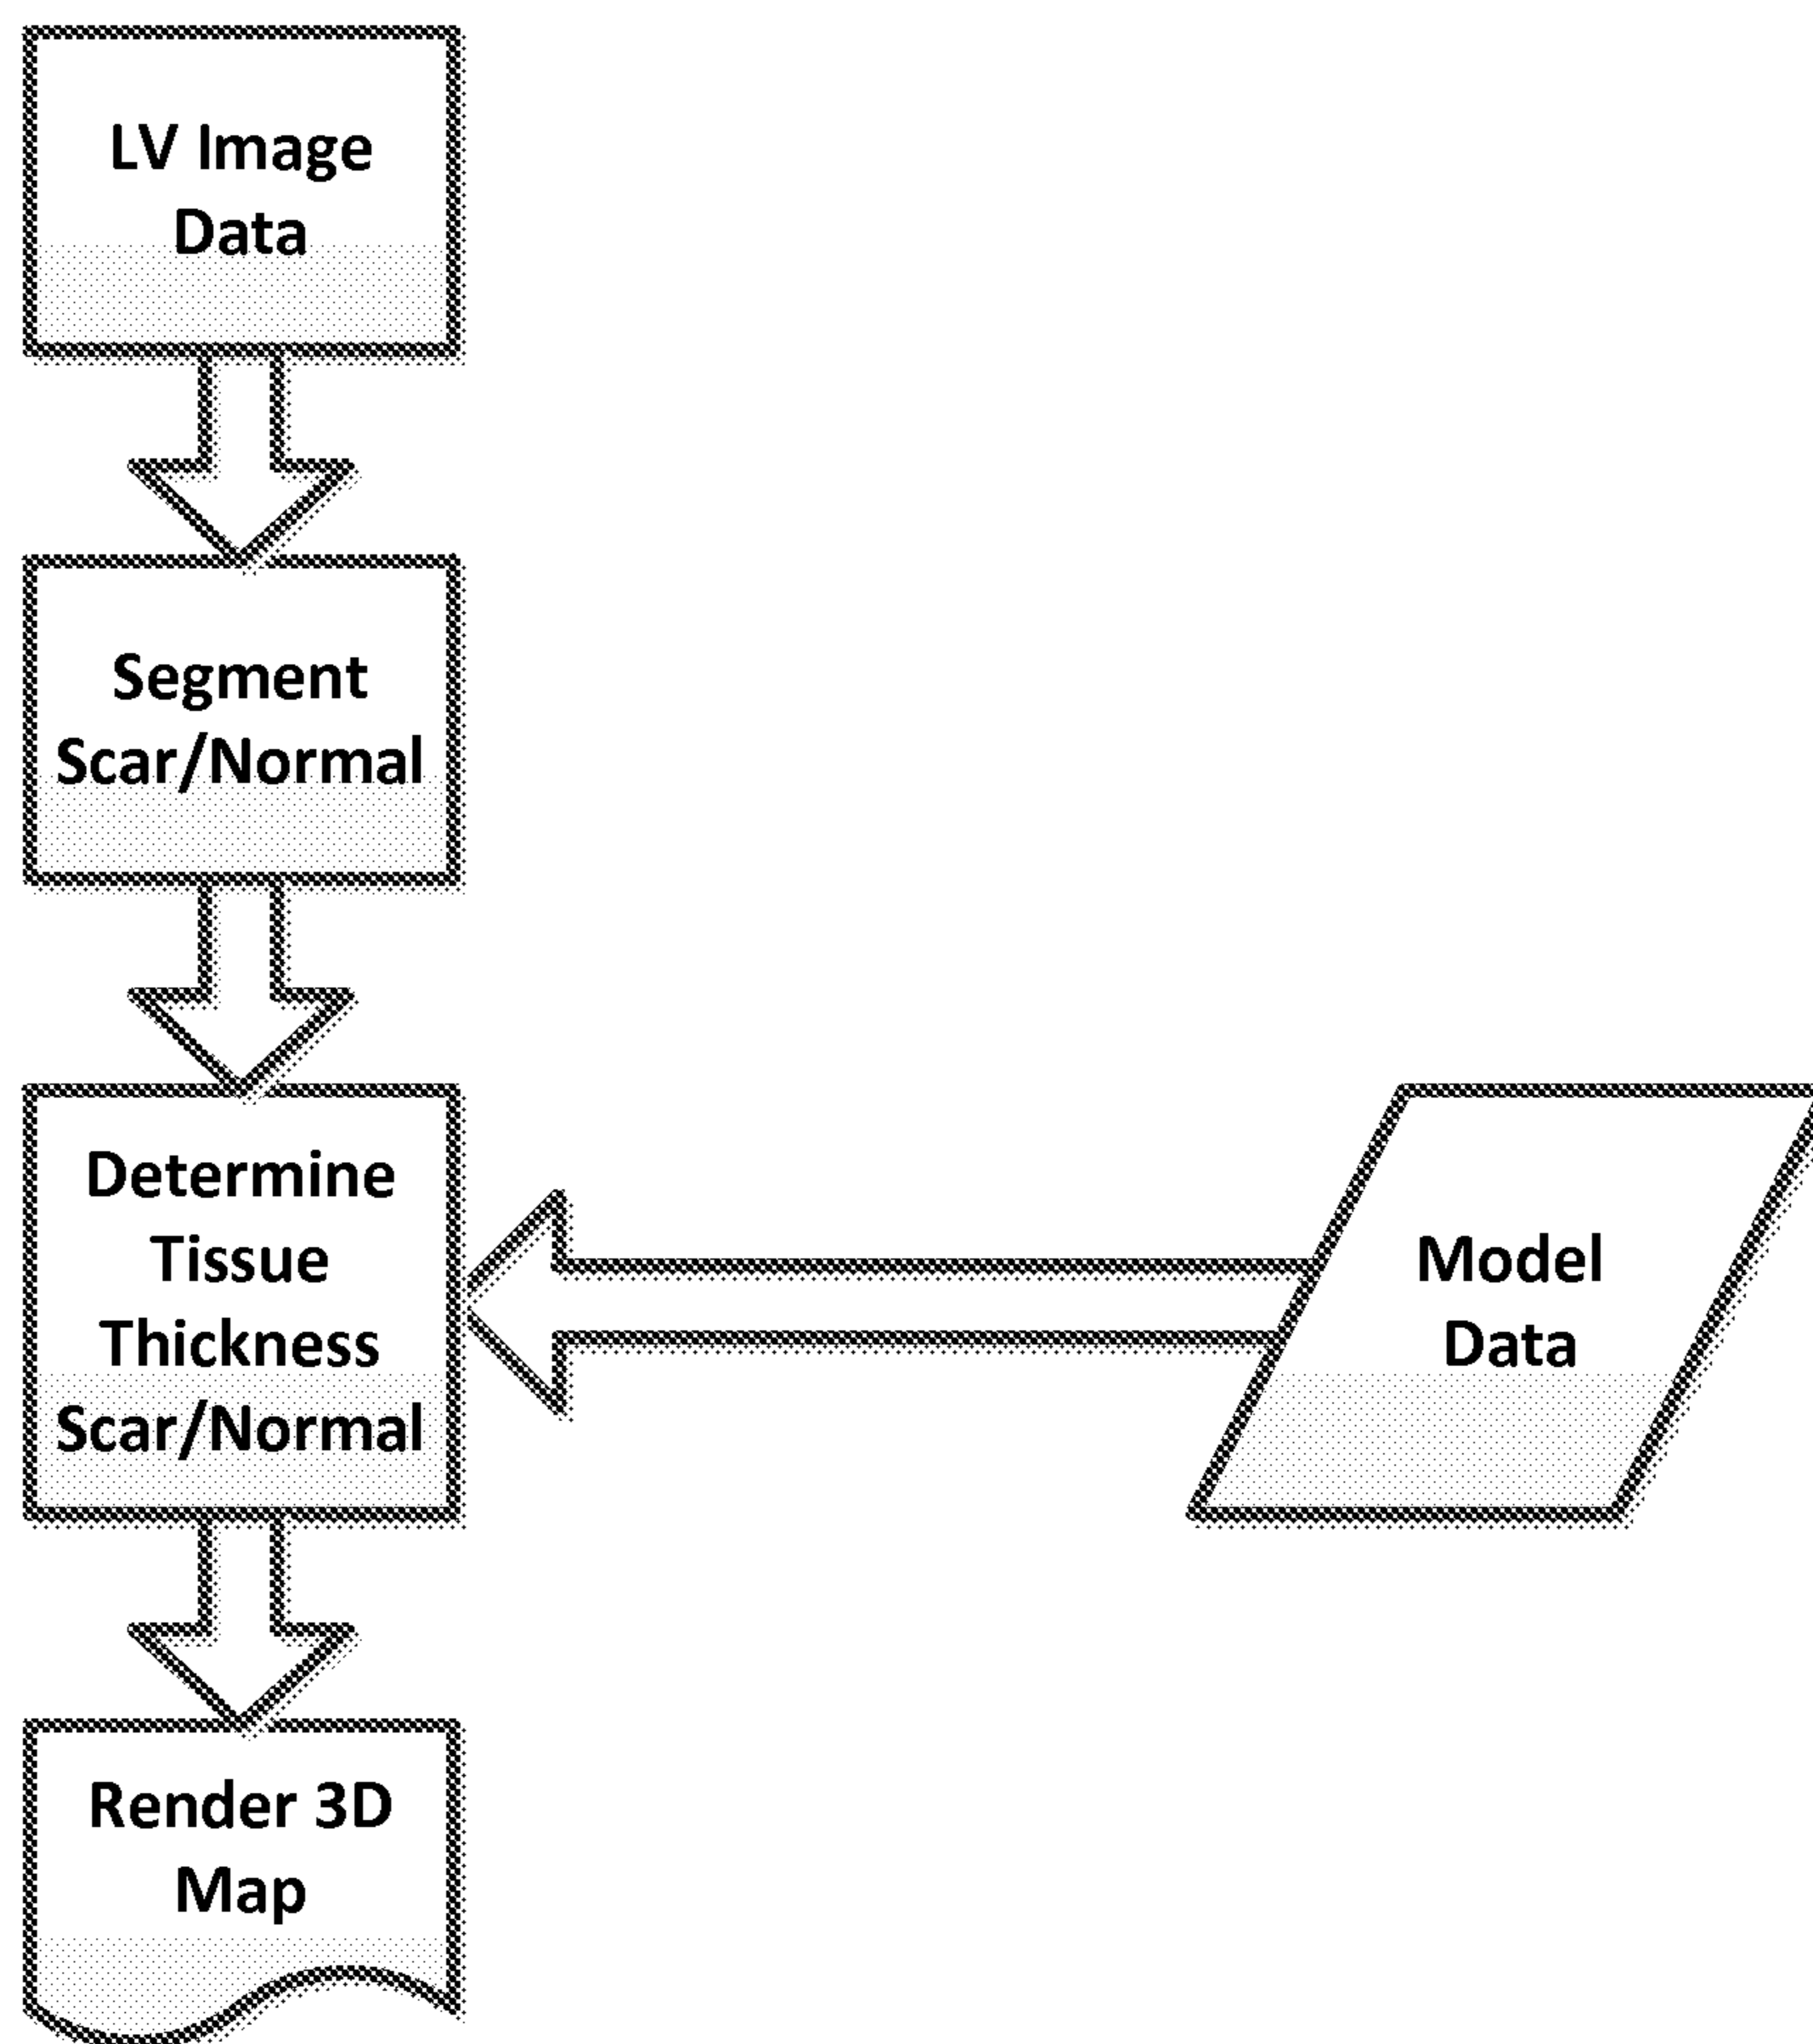 LV Image
Data
Segment
Scar/Normal
Determine
Tissue
Thickness
Scar/Normal
Model
Data
Render 3D
Map